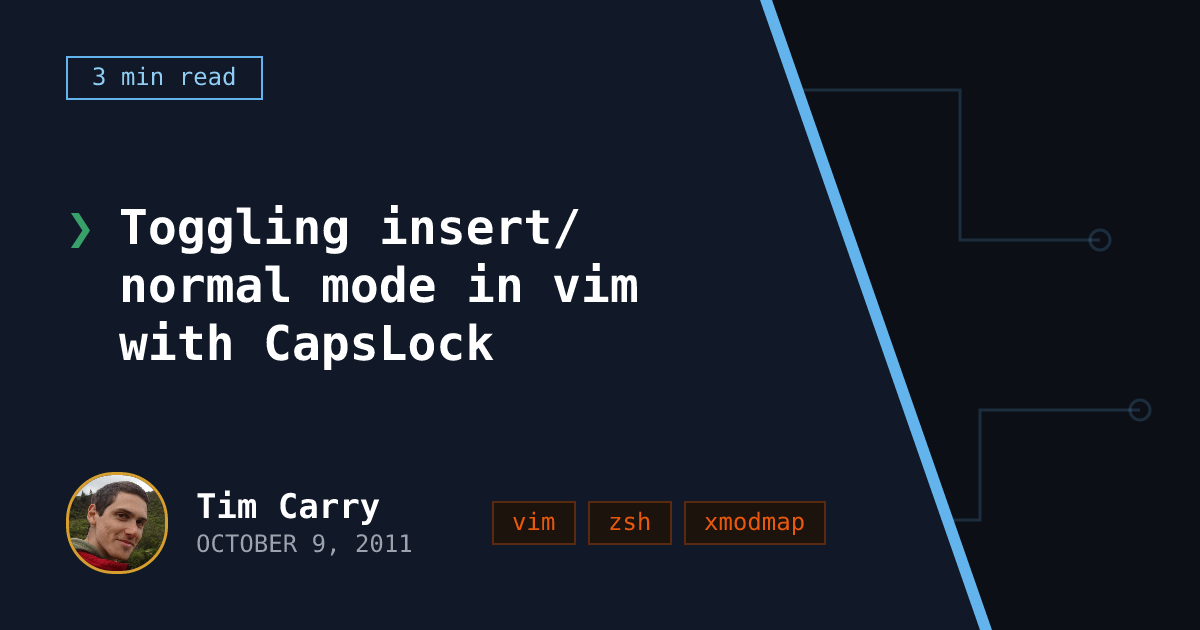 3 min read
❯ Toggling insert/
normal mode in vim
with CapsLock
Tim Carry
OCTOBER 9, 2011
vim zsh xmodmap